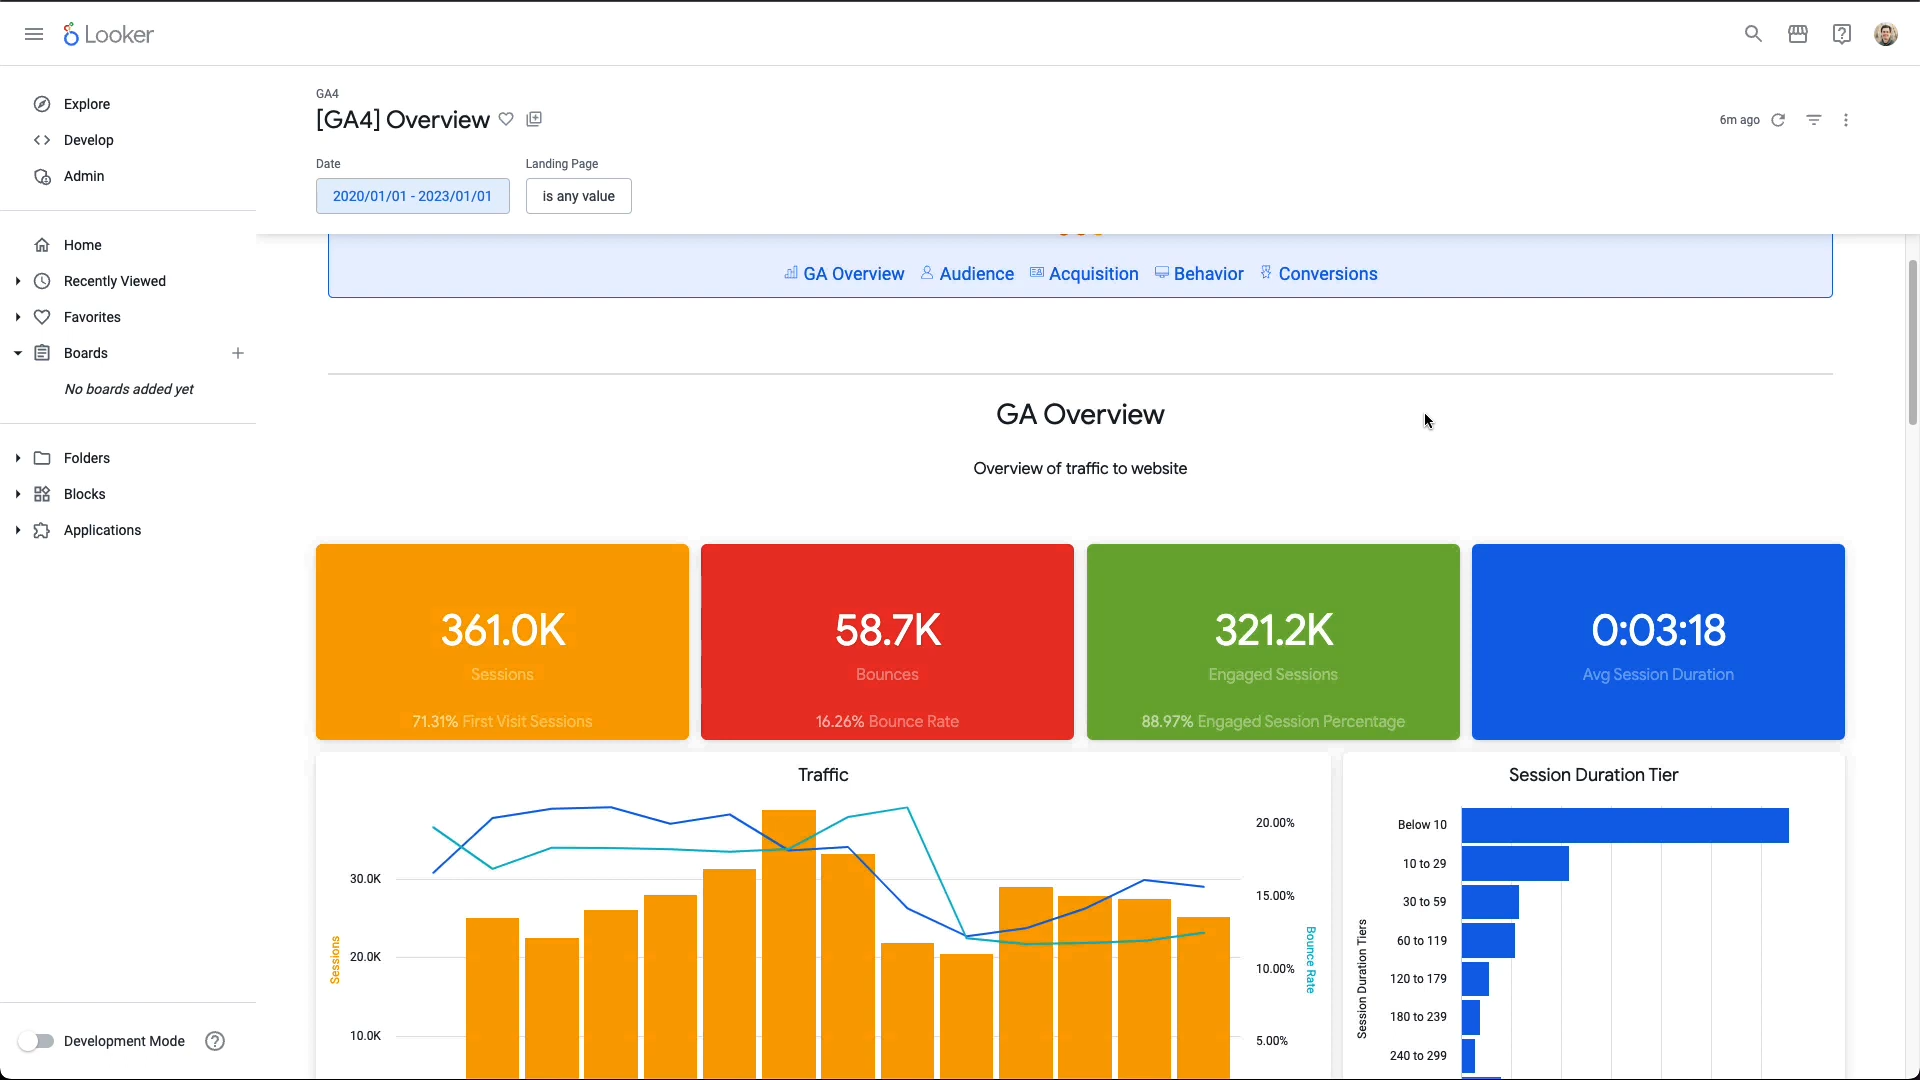 Looker
Explore
Develop
Admin
Home
Recently Viewed
Favorites
Boards
No boards added yet
Folders
Blocks
Applications
Development Mode
GA4
[GA4] Overview
6m ago
Date
Landing Page
2020/01/01 - 2023/01/01
is any value
GA Overview
Audience
Acquisition
Behavior
Conversions
GA Overview
Overview of traffic to website
361.0K
Sessions
71.31% First Visit Sessions
58.7K
Bounces
16.26% Bounce Rate
321.2K
Engaged Sessions
88.97% Engaged Session Percentage
0:03:18
Avg Session Duration
Traffic
Sessions
30.0K
20.0K
10.0K
20.00%
15.00%
10.00%
5.00%
Bounce Rate
Session Duration Tier
Session Duration Tiers
Below 10
10 to 29
30 to 59
60 to 119
120 to 179
180 to 239
240 to 299